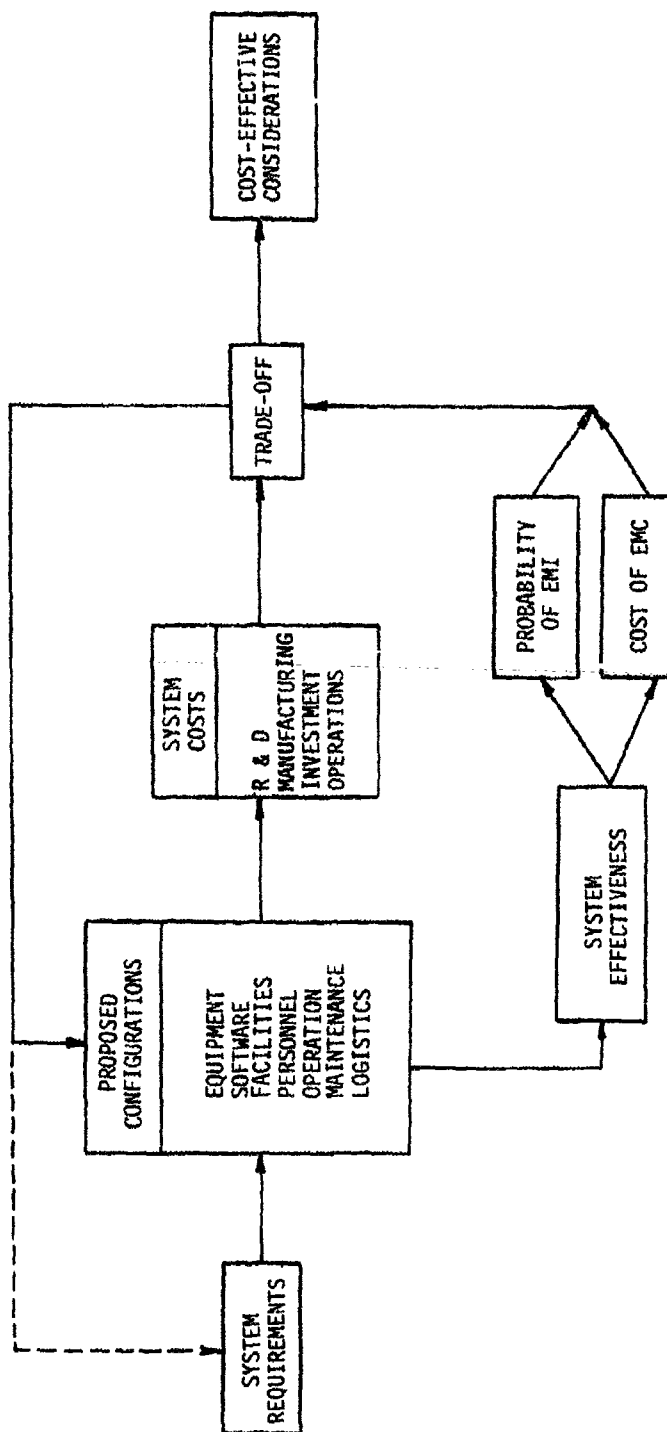 SYSTEM
REQUIREMENTS
PROPOSED
CONFIGURATIONS
EQUIPMENT
SOFTWARE
FACILITIES
PERSONNEL
OPERATION
MAINTENANCE
LOGISTICS
SYSTEM
COSTS
R & D
MANUFACTURING
INVESTMENT
OPERATIONS
TRADE-OFF
COST-EFFECTIVE
CONSIDERATIONS
SYSTEM
EFFECTIVENESS
PROBABILITY
OF EMI
COST OF EMC